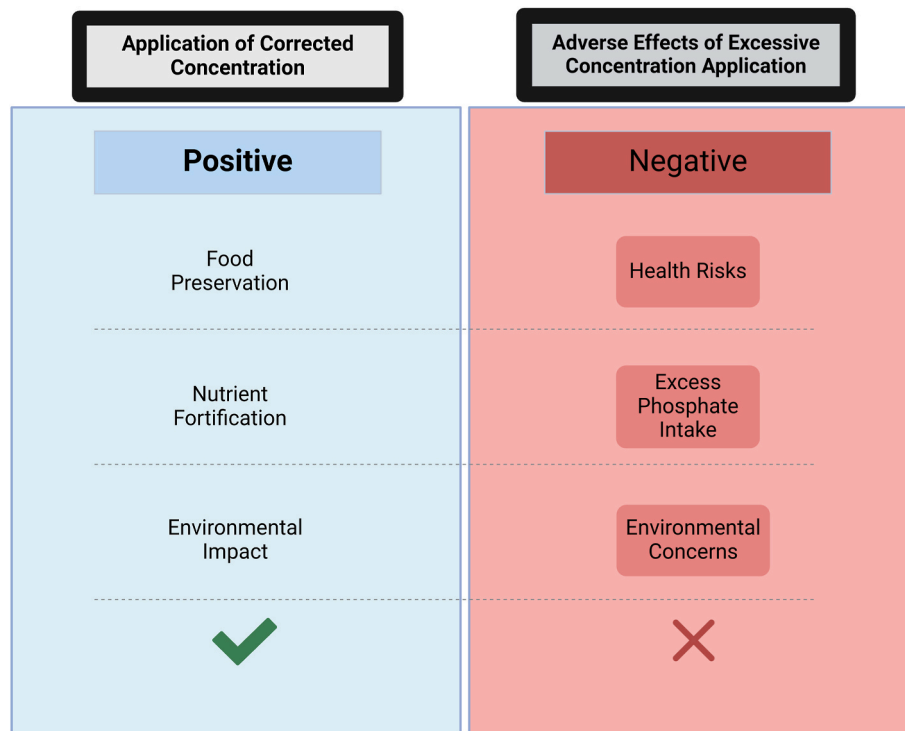 Application of Corrected
Concentration
Adverse Effects of Excessive
Concentration Application
Positive
Negative
Food
Preservation
Health Risks
Nutrient
Fortification
Excess
Phosphate
Intake
Environmental
Impact
Environmental
Concerns